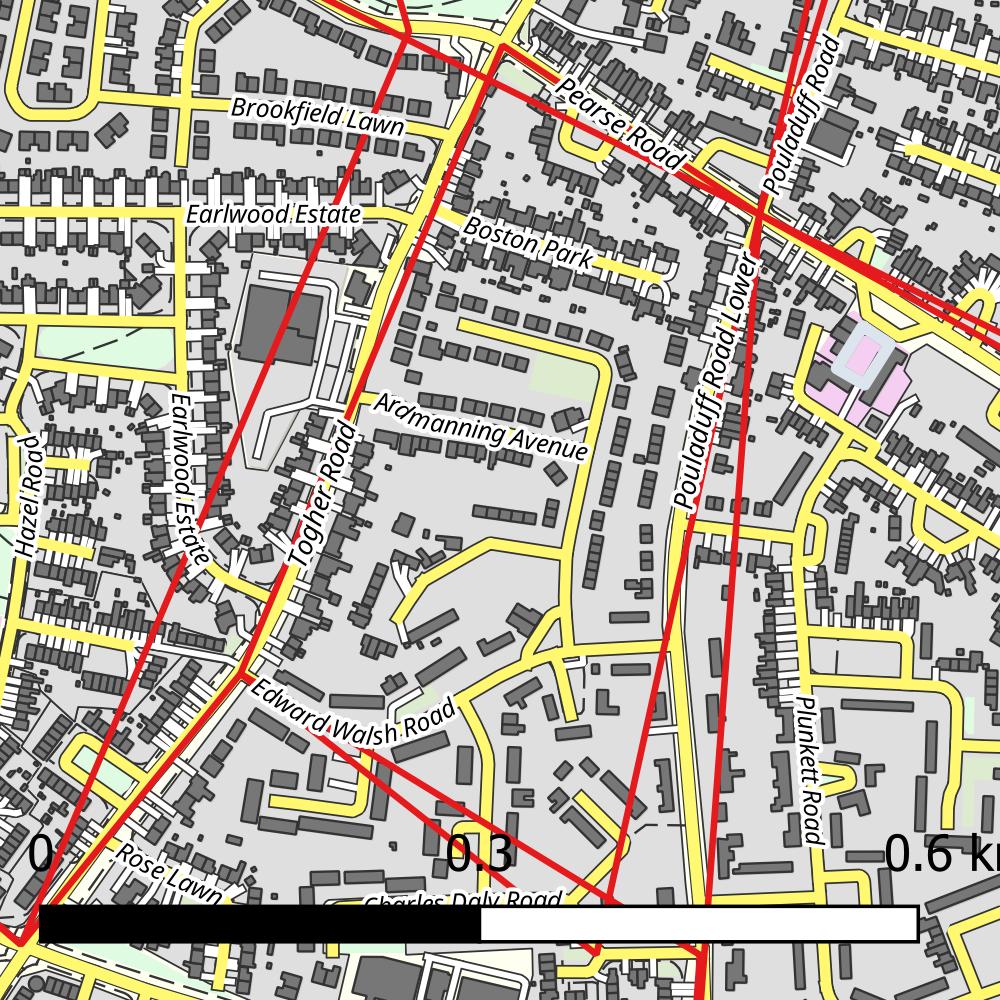 Brookfield Lawn
Pearse Road
Pouladuff Road
Earlwood Estate
Boston Park
Pouladuff Road Lower
Ardmanning Avenue
Earlwood Estate
Hazel Road
Togher Road
Edward Walsh Road
Plunkett Road
0
0.3
0.6 km
Rose Lawn
Charles Daly Road